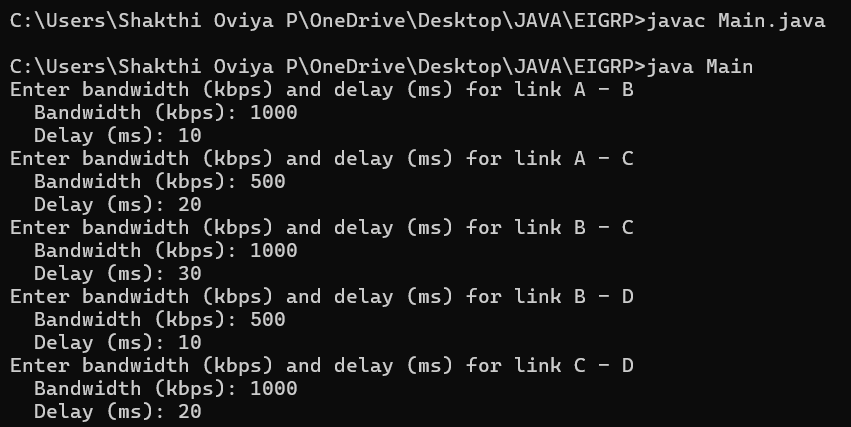 C:\Users\Shakthi Oviya P\OneDrive\Desktop\JAVA\EIGRP>javac Main.java
C:\Users\Shakthi Oviya P\OneDrive\Desktop\JAVA\EIGRP>java Main
Enter bandwidth (kbps) and delay (ms) for link A - B
  Bandwidth (kbps): 1000
  Delay (ms): 10
Enter bandwidth (kbps) and delay (ms) for link A - C
  Bandwidth (kbps): 500
  Delay (ms): 20
Enter bandwidth (kbps) and delay (ms) for link B - C
  Bandwidth (kbps): 1000
  Delay (ms): 30
Enter bandwidth (kbps) and delay (ms) for link B - D
  Bandwidth (kbps): 500
  Delay (ms): 10
Enter bandwidth (kbps) and delay (ms) for link C - D
  Bandwidth (kbps): 1000
  Delay (ms): 20